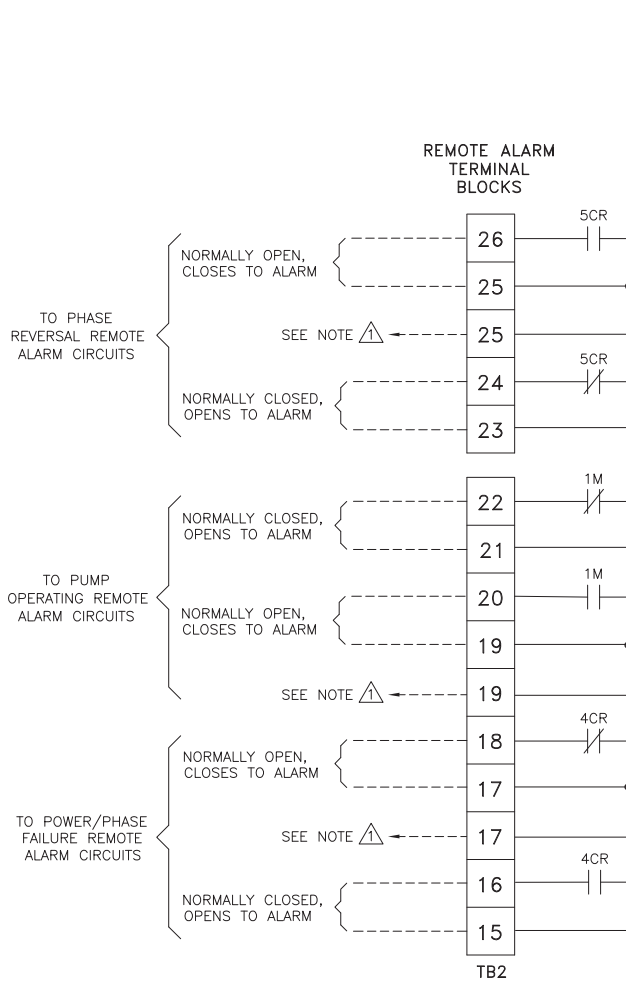 REMOTE ALARM
TERMINAL
BLOCKS
5CR
26
NORMALLY OPEN,
CLOSES TO ALARM
25
TO PHASE
REVERSAL REMOTE
ALARM CIRCUITS
SEE NOTE 1
25
5CR
24
NORMALLY CLOSED,
OPENS TO ALARM
23
1M
22
NORMALLY CLOSED,
OPENS TO ALARM
21
TO PUMP
OPERATING REMOTE
ALARM CIRCUITS
1M
20
NORMALLY OPEN,
CLOSES TO ALARM
19
SEE NOTE 1
19
4CR
18
NORMALLY OPEN,
CLOSES TO ALARM
17
TO POWER/PHASE
FAILURE REMOTE
ALARM CIRCUITS
SEE NOTE 1
17
4CR
16
NORMALLY CLOSED,
OPENS TO ALARM
15
TB2